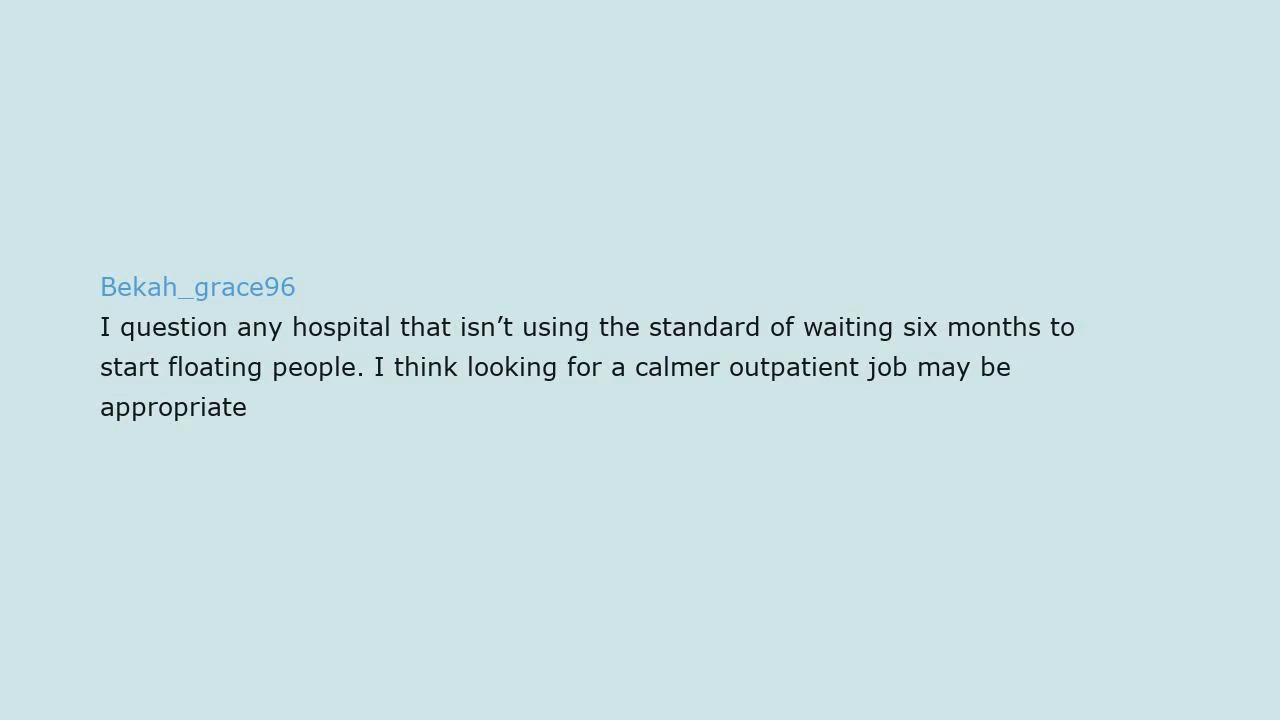 Bekah_grace96
I question any hospital that isn’t using the standard of waiting six months to
start floating people. I think looking for a calmer outpatient job may be
appropriate